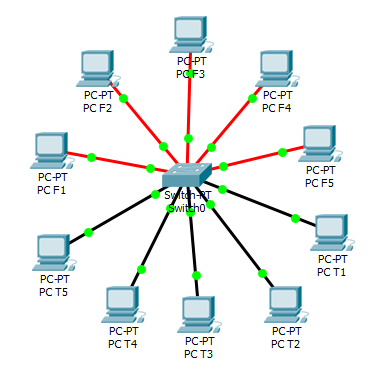 PC-PT
PC F3
PC-PT
PC F2
PC-PT
PC F4
PC-PT
PC F1
PC-PT
PC F5
Switch-PT
Switch0
PC-PT
PC T1
PC-PT
PC T5
PC-PT
PC T4
PC-PT
PC T3
PC-PT
PC T2